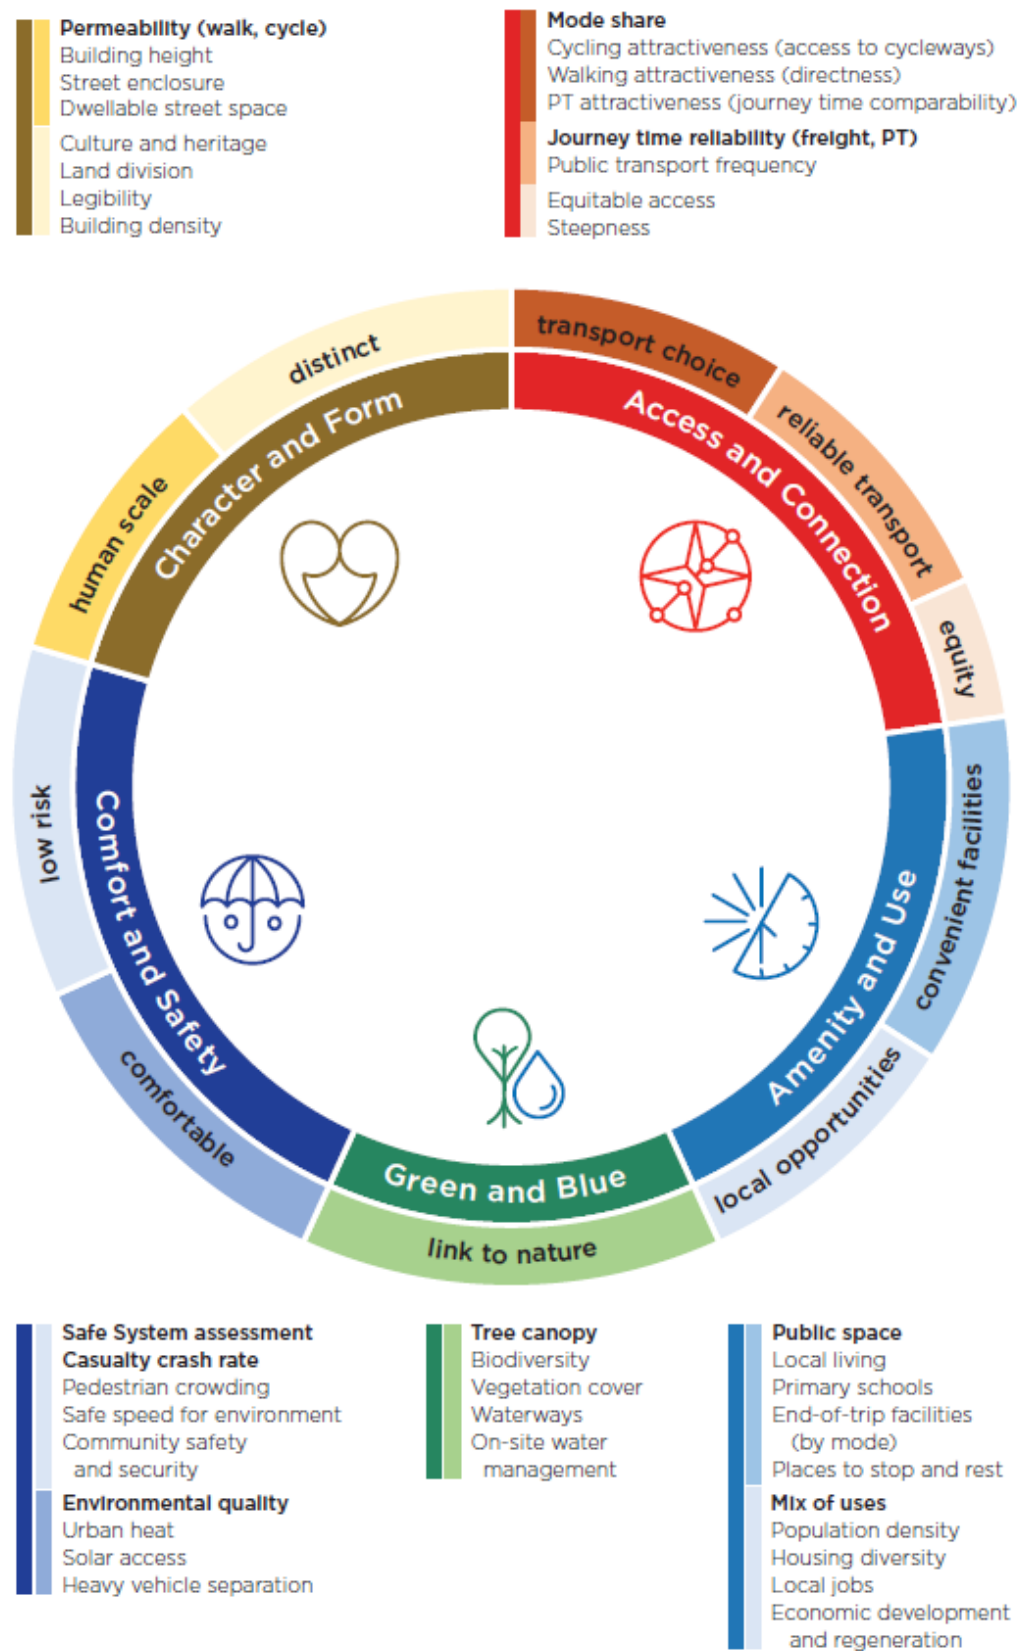 Permeability (walk, cycle)
Building height
Street enclosure
Dwellable street space
Culture and heritage
Land division
Legibility
Building density
Mode share
Cycling attractiveness (access to cycleways)
Walking attractiveness (directness)
PT attractiveness (journey time comparability)
Journey time reliability (freight, PT)
Public transport frequency
Equitable access
Steepness
distinct
human scale
Character and Form
transport choice
reliable transport
equity
Access and Connection
convenient facilities
local opportunities
Amenity and Use
link to nature
Green and Blue
low risk
comfortable
Comfort and Safety
Safe System assessment
Casualty crash rate
Pedestrian crowding
Safe speed for environment
Community safety
and security
Environmental quality
Urban heat
Solar access
Heavy vehicle separation
Tree canopy
Biodiversity
Vegetation cover
Waterways
On-site water
management
Public space
Local living
Primary schools
End-of-trip facilities
(by mode)
Places to stop and rest
Mix of uses
Population density
Housing diversity
Local jobs
Economic development
and regeneration